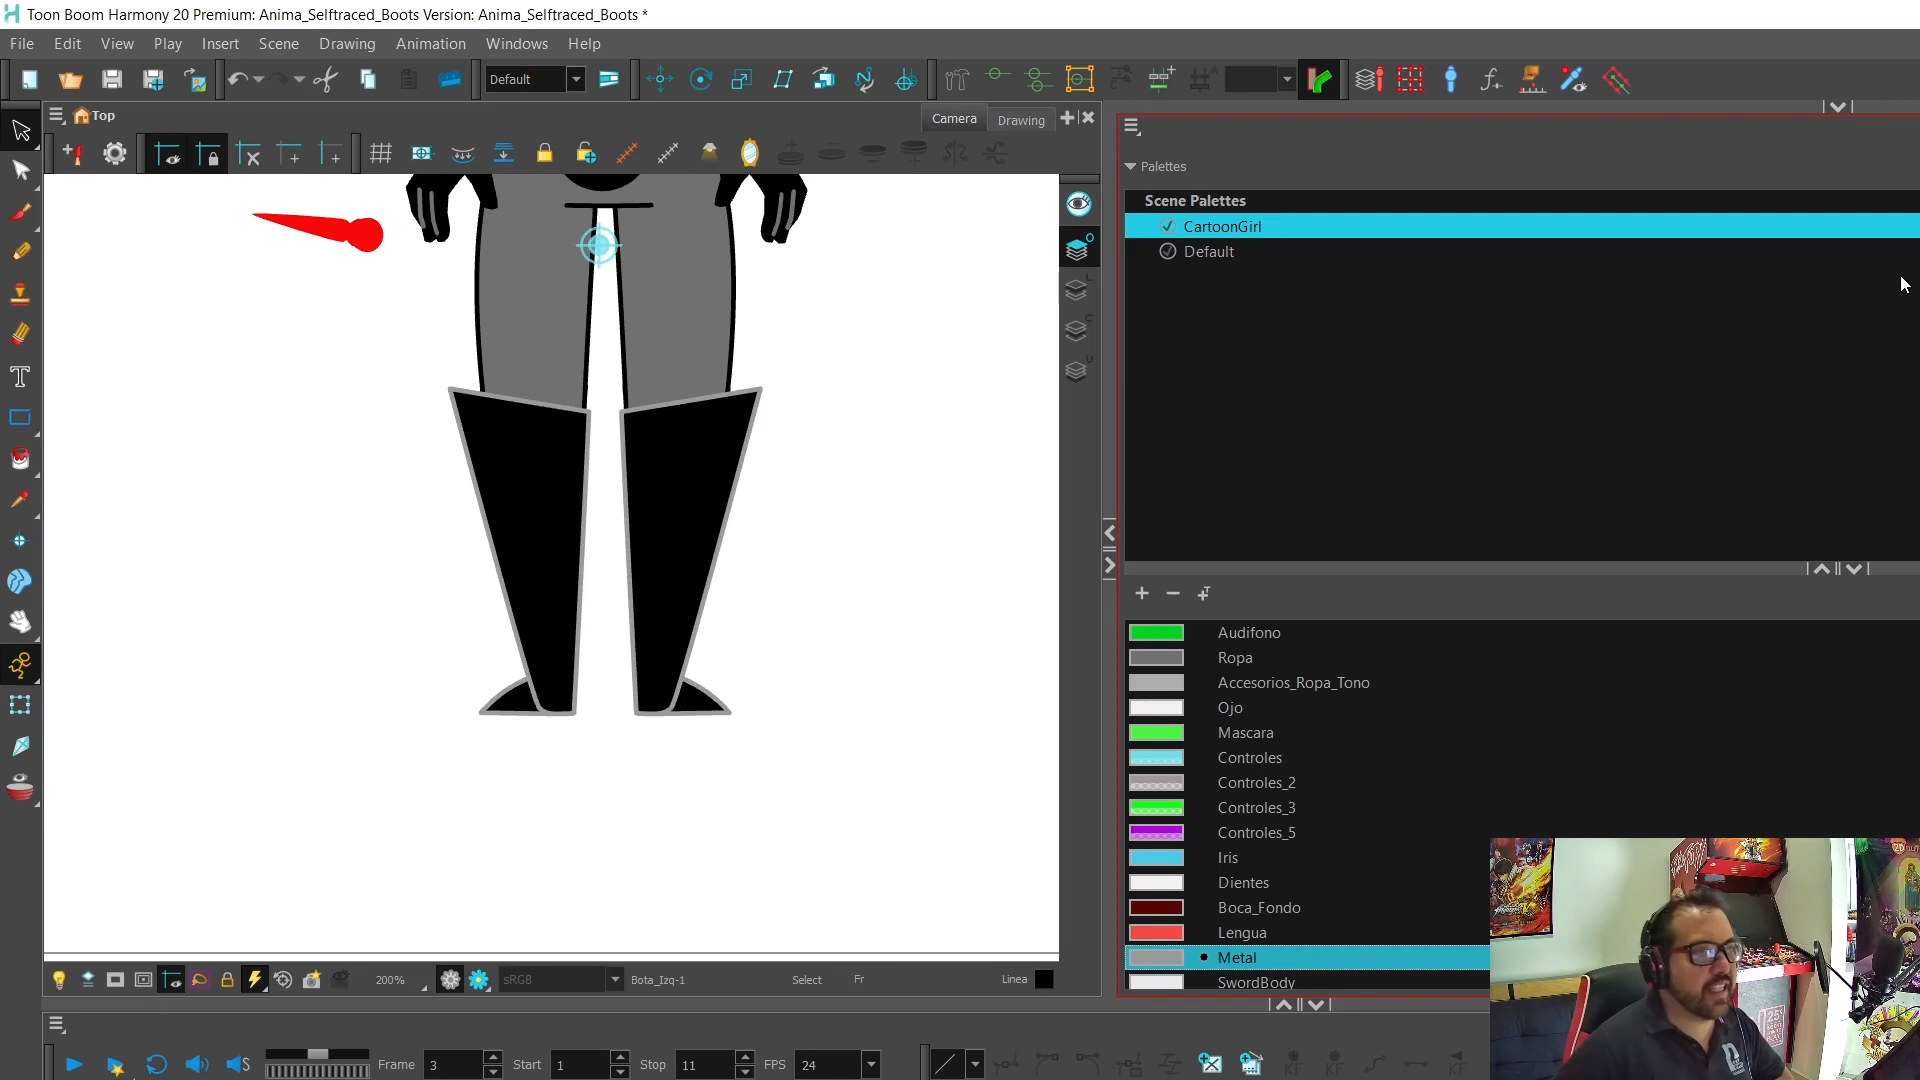 Toon Boom Harmony 20 Premium: Anima_Selftraced_Boots Version: Anima_Selftraced_Boots *
File Edit View Play Insert Scene Drawing Animation Windows Help
Default
Top
Camera Drawing
Palettes
Scene Palettes
CartoonGirl
Default
Audifono
Ropa
Accesorios_Ropa_Tono
Ojo
Mascara
Controles
Controles_2
Controles_3
Controles_5
Iris
Dientes
Boca_Fondo
Lengua
Metal
SwordBody
200% sRGB Bota_Izq-1 Select Fr Linea
Frame 3 Start 1 Stop 11 FPS 24